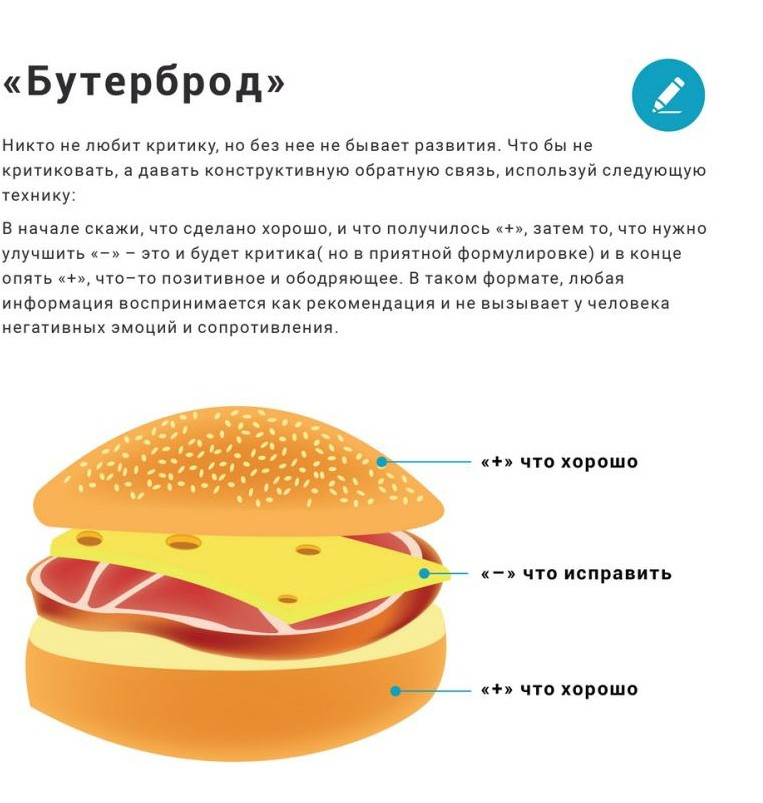 «Бутерброд»
Никто не любит критику, но без нее не бывает развития. Что бы не
критиковать, а давать конструктивную обратную связь, используй следующую
технику:
В начале скажи, что сделано хорошо, и что получилось «+», затем то, что нужно
улучшить «–» – это и будет критика( но в приятной формулировке) и в конце
опять «+», что–то позитивное и ободряющее. В таком формате, любая
информация воспринимается как рекомендация и не вызывает у человека
негативных эмоций и сопротивления.
«+» что хорошо
«–» что исправить
«+» что хорошо